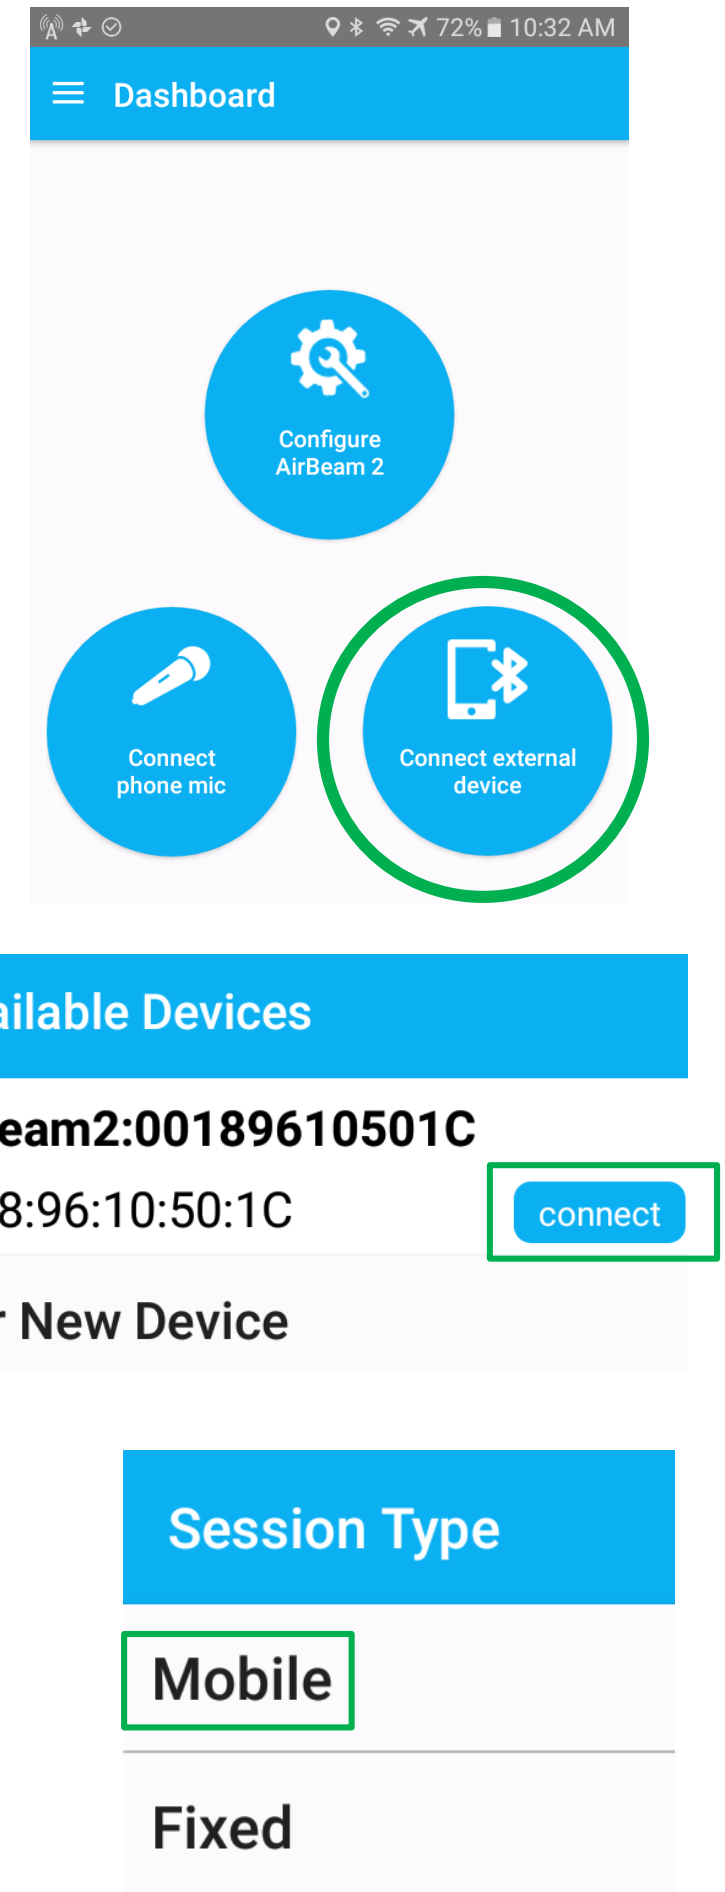 72% 10:32 AM
Dashboard
Configure
AirBeam 2
Connect
phone mic
Connect external
device
ailable Devices
eam2:00189610501C
8:96:10:50:1C
connect
r New Device
Session Type
Mobile
Fixed